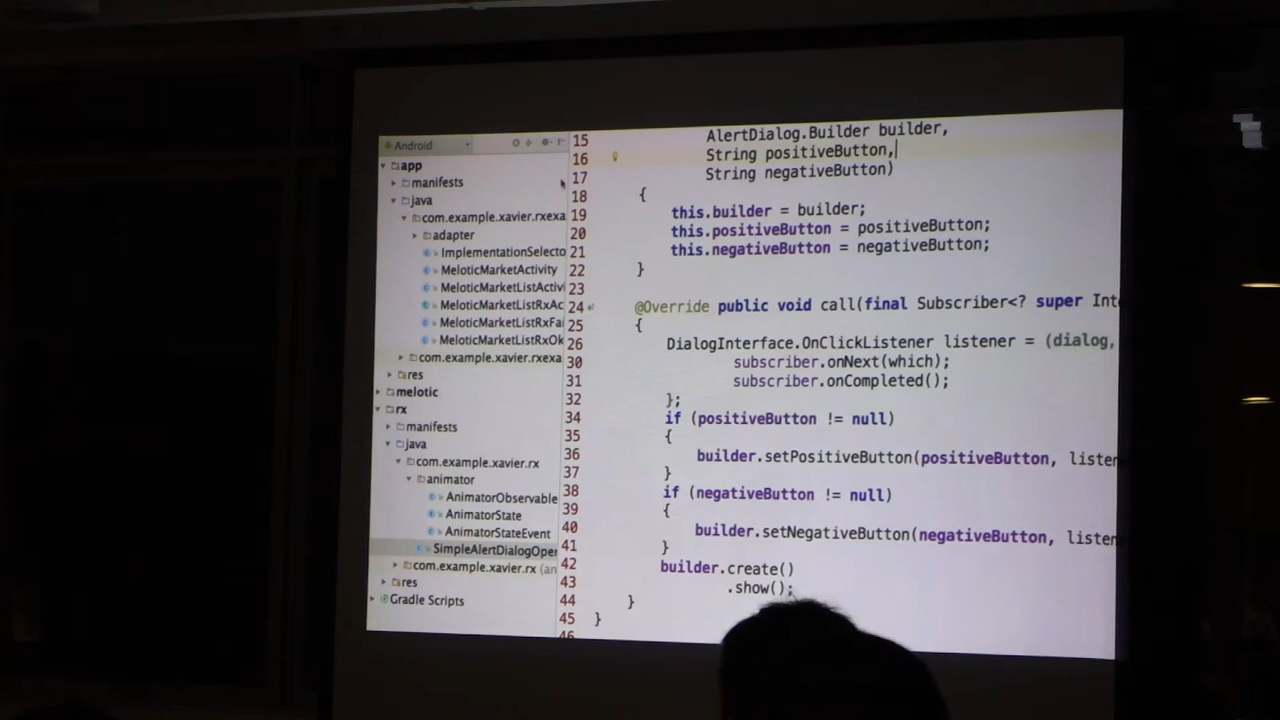 Android
app
manifests
java
com.example.xavier.rxexa
adapter
ImplementationSelecto
MeloticMarketActivity
MeloticMarketListActivi
MeloticMarketListRxAc
MeloticMarketListRxFa
MeloticMarketListRxOk
com.example.xavier.rxexa
res
melotic
rx
manifests
java
com.example.xavier.rx
animator
AnimatorObservable
AnimatorState
AnimatorStateEvent
SimpleAlertDialogOper
com.example.xavier.rx (an
res
Gradle Scripts
15 AlertDialog.Builder builder,
16 String positiveButton,
17 String negativeButton)
18 {
19 this.builder = builder;
20 this.positiveButton = positiveButton;
21 this.negativeButton = negativeButton;
22 }
23
24 @Override public void call(final Subscriber<? super Int
25 {
26 DialogInterface.OnClickListener listener = (dialog,
30 subscriber.onNext(which);
31 subscriber.onCompleted();
32 };
34 if (positiveButton != null)
35 {
36 builder.setPositiveButton(positiveButton, listen
37 }
38 if (negativeButton != null)
39 {
40 builder.setNegativeButton(negativeButton, listen
41 }
42 builder.create()
43 .show();
44 }
45 }
46